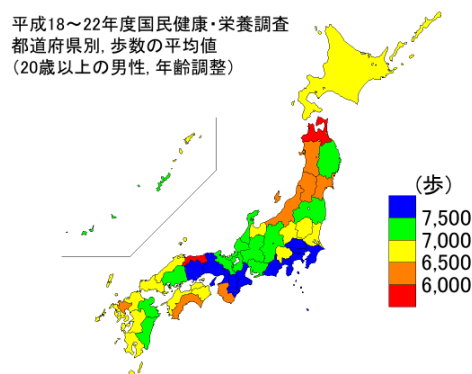 平成18～22年度国民健康・栄養調査
都道府県別, 歩数の平均値
(20歳以上の男性, 年齢調整)
(歩)
7,500
7,000
6,500
6,000